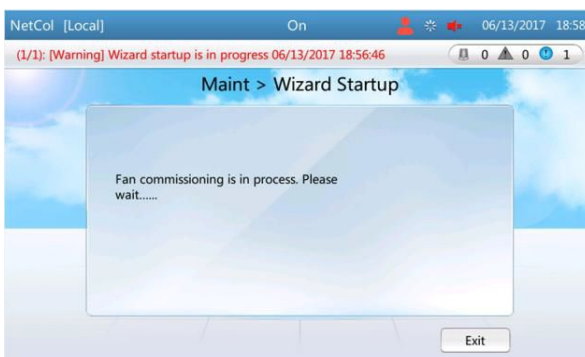 NetCol [Local] On 06/13/2017 18:58
(1/1): [Warning] Wizard startup is in progress 06/13/2017 18:56:46 0 0 1
Maint > Wizard Startup
Fan commissioning is in process. Please
wait......
Exit